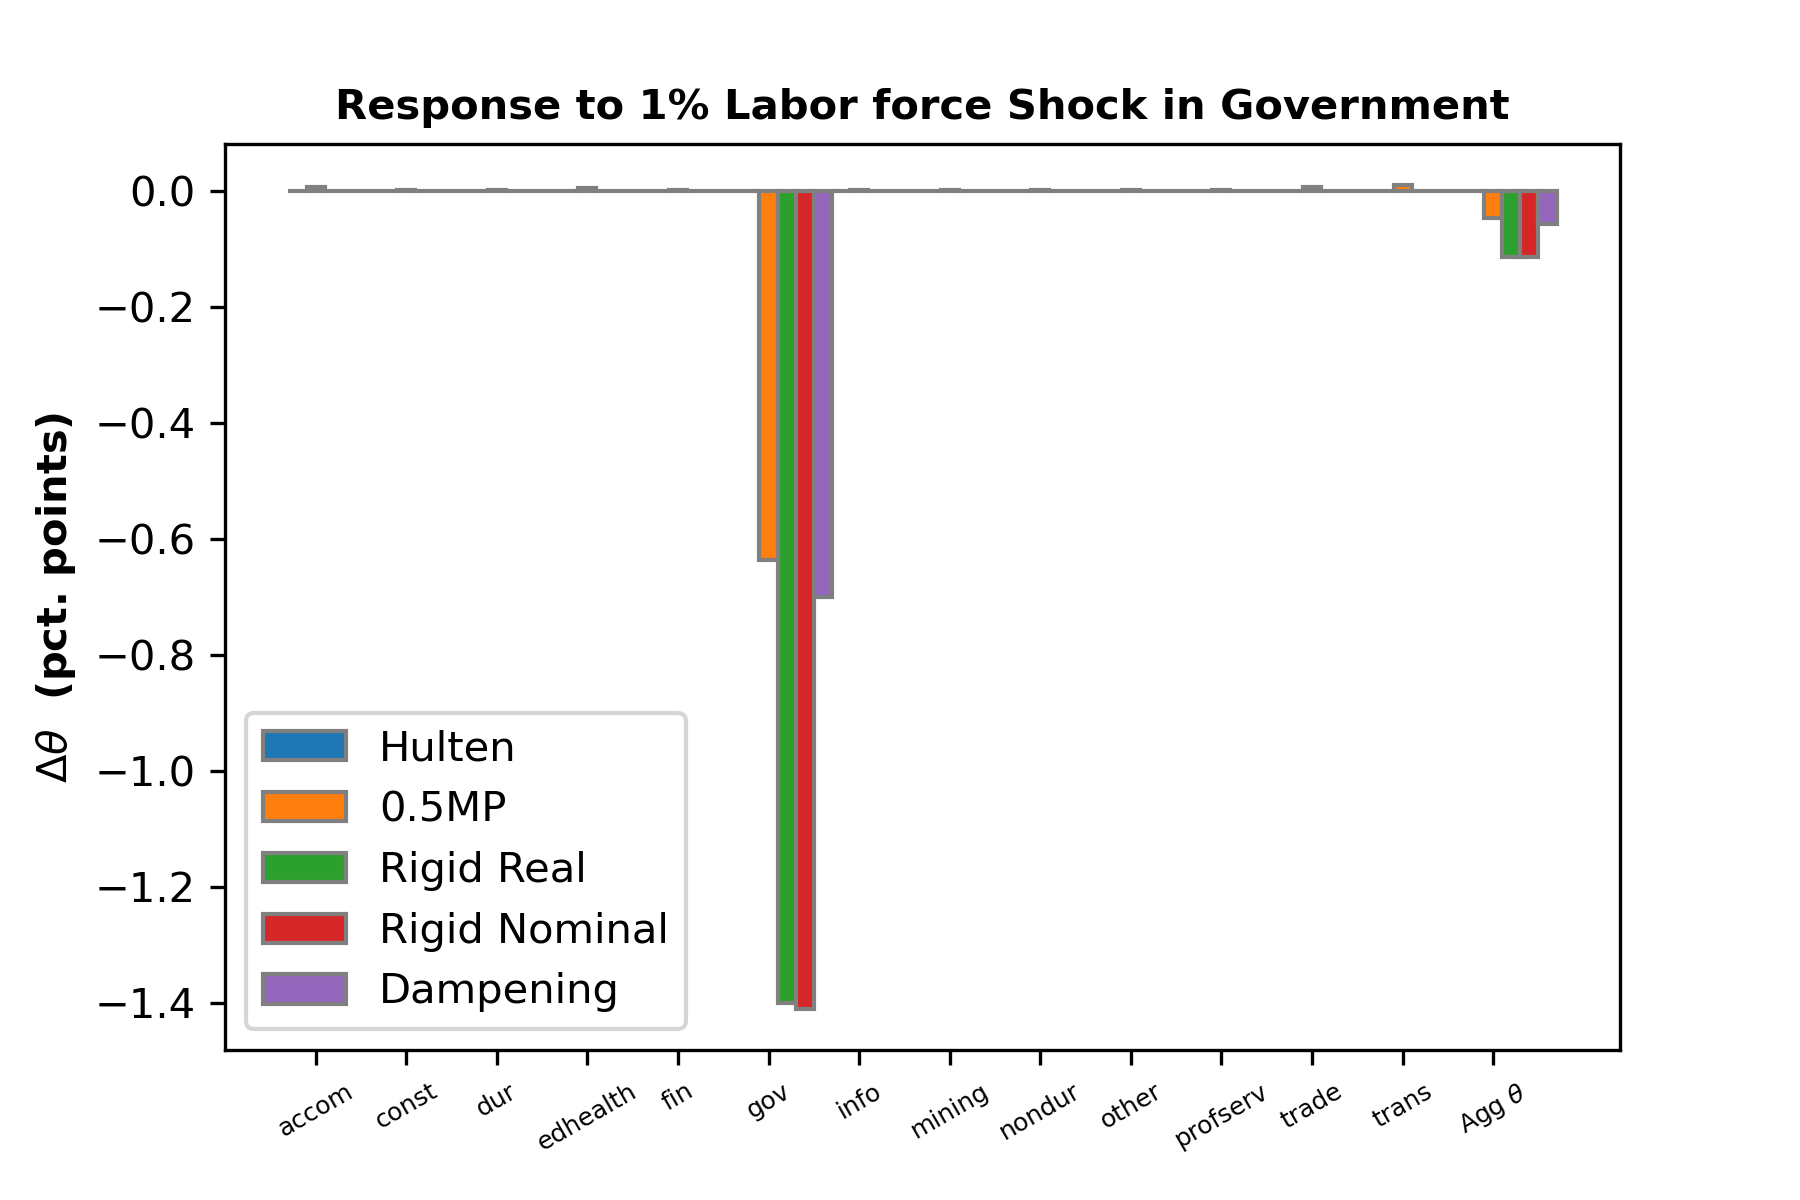 Response to 1% Labor force Shock in Government
Δθ (pct. points)
0.0
−0.2
−0.4
−0.6
−0.8
−1.0
−1.2
−1.4
Hulten
0.5MP
Rigid Real
Rigid Nominal
Dampening
accom const dur edhealth fin gov info mining nondur other profserv trade trans Agg θ